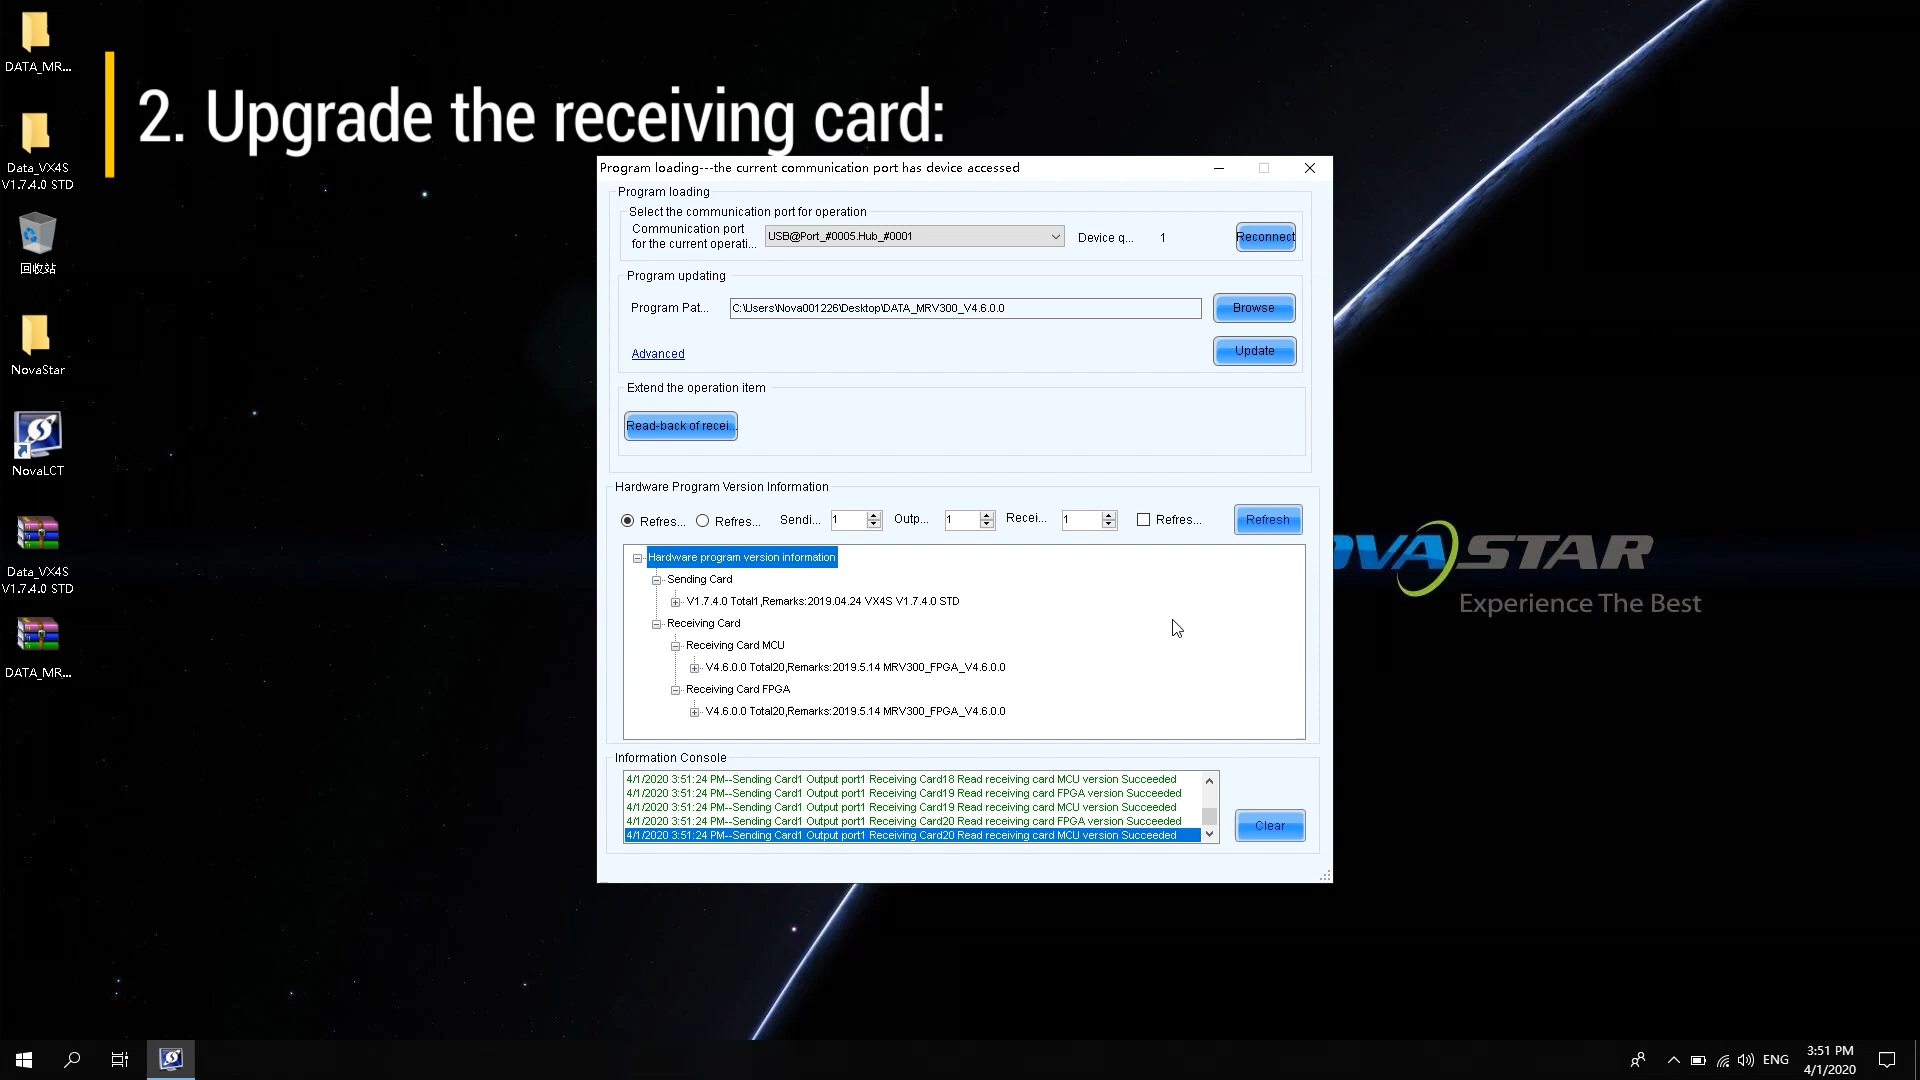 2. Upgrade the receiving card:
DATA_MR...
Data_VX4S
V1.7.4.0 STD
回收站
NovaStar
NovaLCT
Data_VX4S
V1.7.4.0 STD
DATA_MR...
Program loading---the current communication port has device accessed
Program loading
Select the communication port for operation
Communication port
for the current operati...
USB@Port_#0005.Hub_#0001
Device q...
1
Reconnect
Program updating
Program Pat...
C:\Users\Nova001226\Desktop\DATA_MRV300_V4.6.0.0
Browse
Advanced
Update
Extend the operation item
Read-back of recei...
Hardware Program Version Information
Refres...
Refres...
Sendi...
1
Outp...
1
Recei...
1
Refres...
Refresh
Hardware program version information
Sending Card
V1.7.4.0 Total1,Remarks:2019.04.24 VX4S V1.7.4.0 STD
Receiving Card
Receiving Card MCU
V4.6.0.0 Total20,Remarks:2019.5.14 MRV300_FPGA_V4.6.0.0
Receiving Card FPGA
V4.6.0.0 Total20,Remarks:2019.5.14 MRV300_FPGA_V4.6.0.0
Information Console
4/1/2020 3:51:24 PM--Sending Card1 Output port1 Receiving Card18 Read receiving card MCU version Succeeded
4/1/2020 3:51:24 PM--Sending Card1 Output port1 Receiving Card19 Read receiving card FPGA version Succeeded
4/1/2020 3:51:24 PM--Sending Card1 Output port1 Receiving Card19 Read receiving card MCU version Succeeded
4/1/2020 3:51:24 PM--Sending Card1 Output port1 Receiving Card20 Read receiving card FPGA version Succeeded
4/1/2020 3:51:24 PM--Sending Card1 Output port1 Receiving Card20 Read receiving card MCU version Succeeded
Clear
OVASTAR
Experience The Best
ENG
3:51 PM
4/1/2020